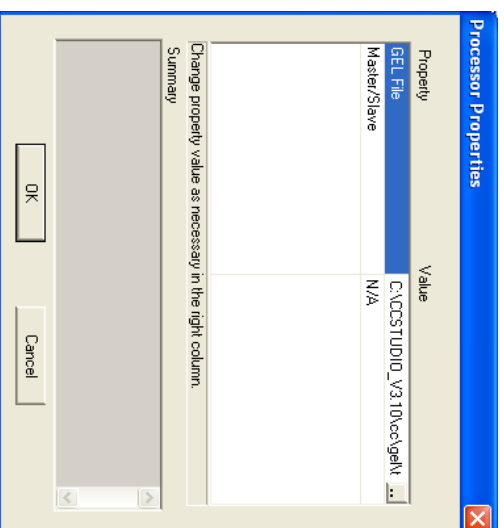 Processor Properties
Property Value
GEL File C:\CCSTUDIO_V3.10\cc\gel\t ..
Master/Slave N/A
Change property value as necessary in the right column.
Summary
OK Cancel